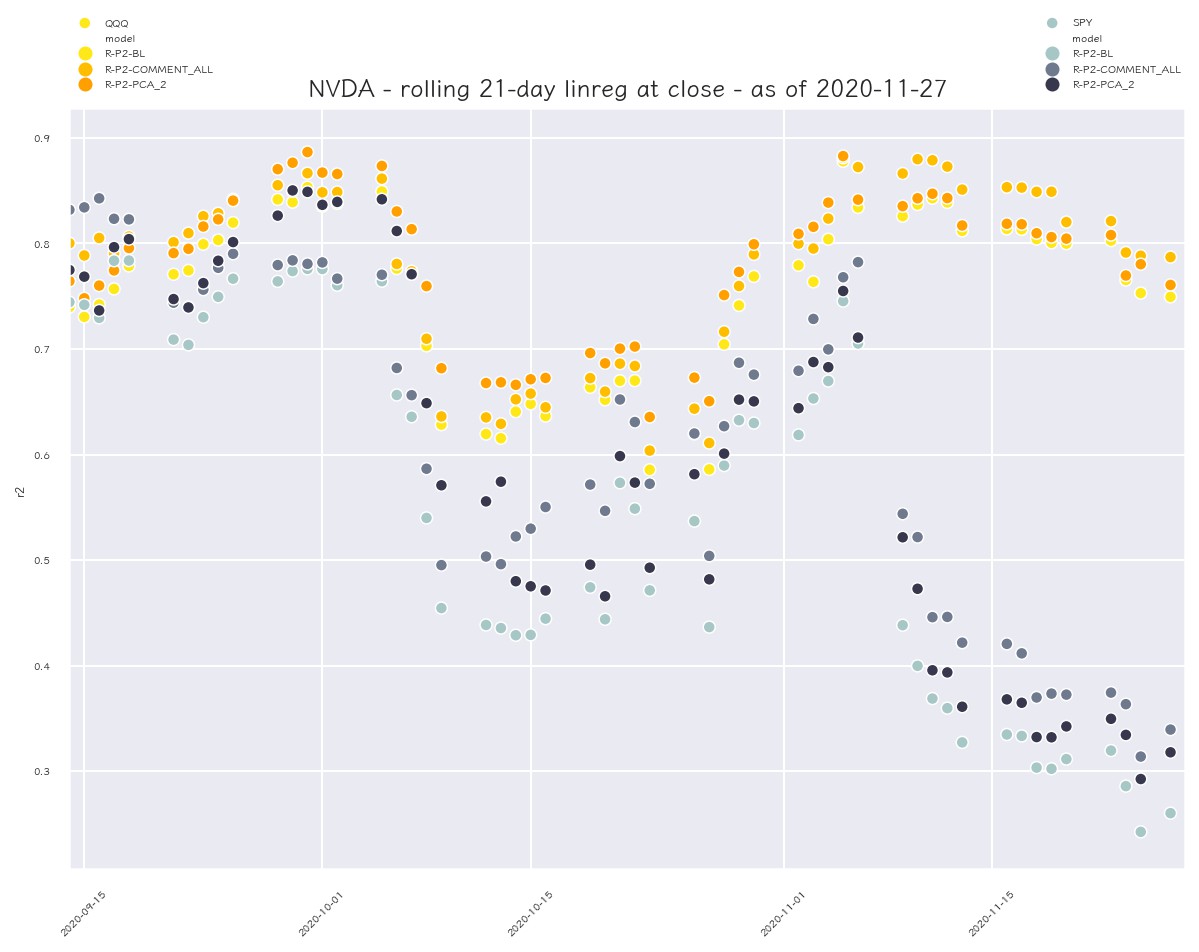 QQQ
model
R-P2-BL
R-P2-COMMENT_ALL
R-P2-PCA_2
SPY
model
R-P2-BL
R-P2-COMMENT_ALL
R-P2-PCA_2
NVDA - rolling 21-day linreg at close - as of 2020-11-27
0.9
0.8
0.7
0.6
r2
0.5
0.4
0.3
2020-09-15
2020-10-01
2020-10-15
2020-11-01
2020-11-15